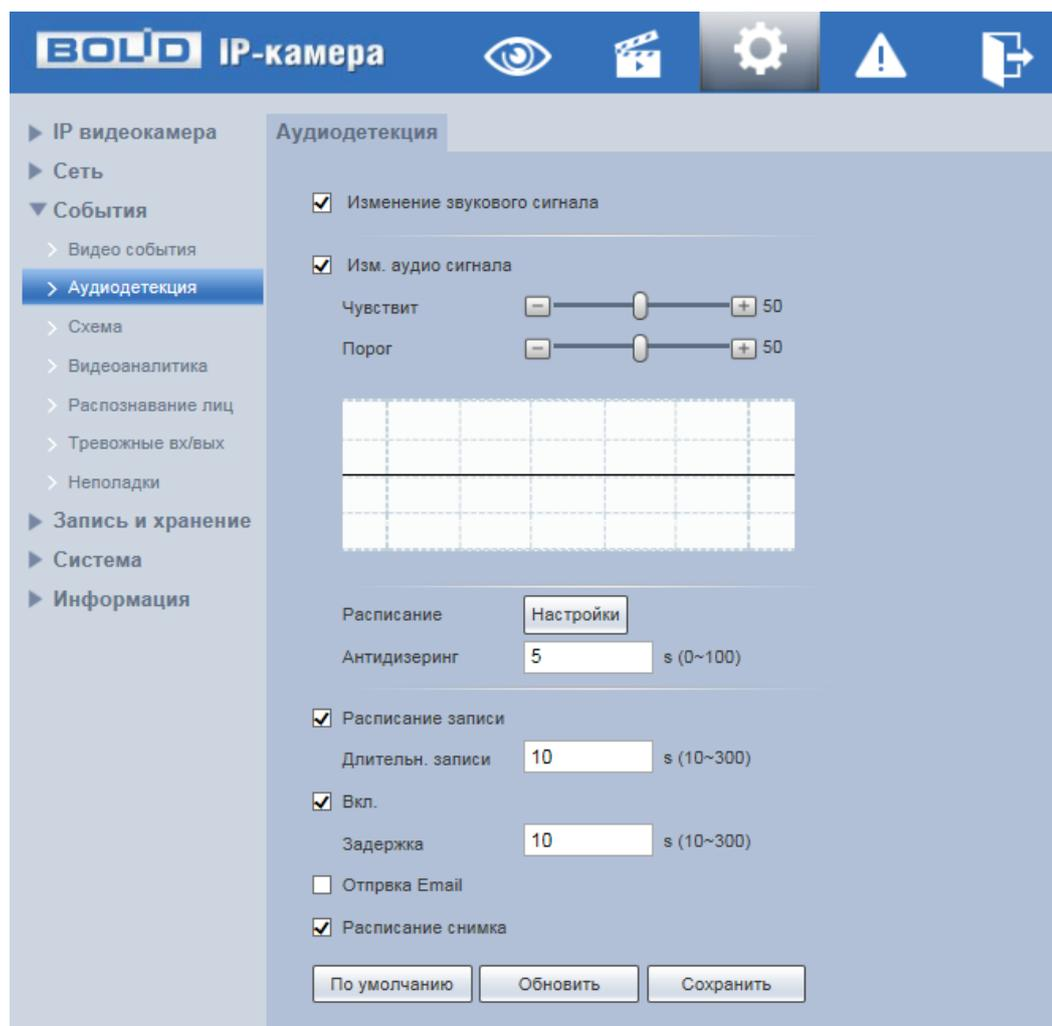 BOLID IP-камера
IP видеокамера
Сеть
События
Видео события
Аудиодетекция
Схема
Видеоаналитика
Распознавание лиц
Тревожные вх/вых
Неполадки
Запись и хранение
Система
Информация
Аудиодетекция
Изменение звукового сигнала
Изм. аудио сигнала
Чувствит 50
Порог 50
Расписание Настройки
Антидизеринг 5 s (0~100)
Расписание записи
Длительн. записи 10 s (10~300)
Вкл.
Задержка 10 s (10~300)
Отпрвка Email
Расписание снимка
По умолчанию Обновить Сохранить